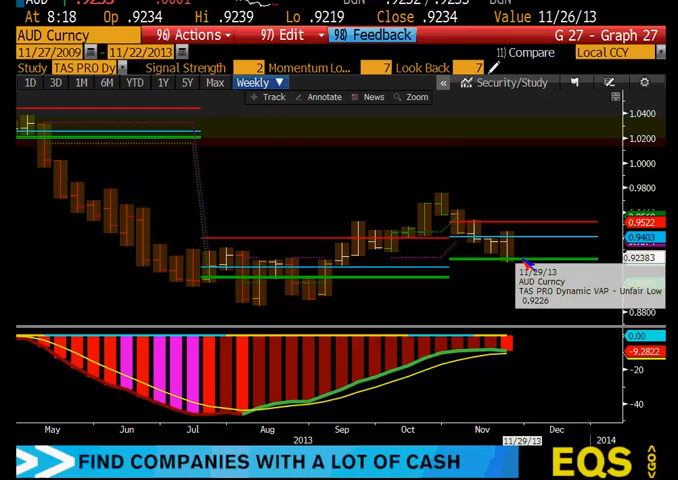 AUD .9233 .0001
At 8:18 Op .9234 Hi .9239 Lo .9219 Close .9234 Value 11/26/13
AUD Curncy 96) Actions 97) Edit 98) Feedback G 27 - Graph 27
11/27/2009 - 11/22/2013 11) Compare Local CCY
Study TAS PRO Dy Signal Strength 2 Momentum Lo... 7 Look Back 7
1D 3D 1M 6M YTD 1Y 5Y Max Weekly Security/Study
Track Annotate News Zoom
1.0400
1.0200
1.0000
0.9800
0.9522
0.9403
0.92383
11/29/13
AUD Curncy
TAS PRO Dynamic VAP - Unfair Low
0.9226
0.8800
0.00
-9.2822
-20
-40
May Jun Jul Aug Sep Oct Nov Dec
2013 11/29/13 2014
FIND COMPANIES WITH A LOT OF CASH EQS <GO>